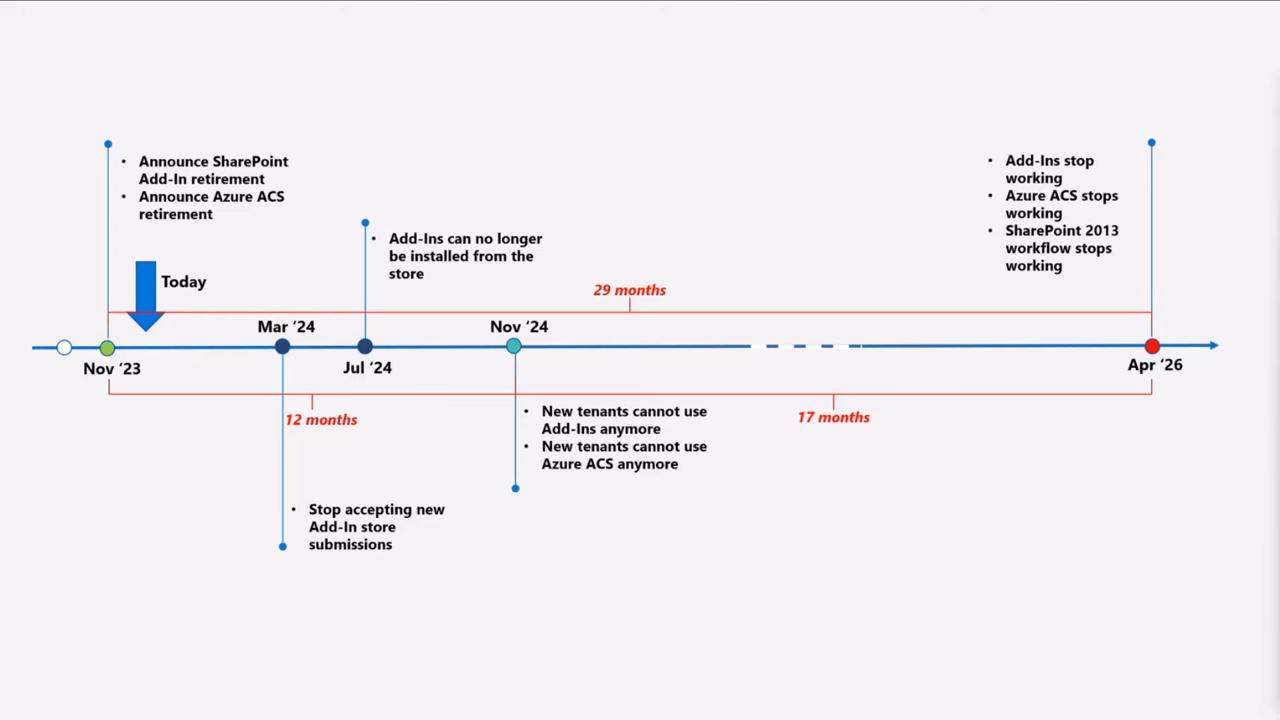 • Announce SharePoint
Add-In retirement
• Announce Azure ACS
retirement
Today
• Add-Ins can no longer
be installed from the
store
• Add-Ins stop
working
• Azure ACS stops
working
• SharePoint 2013
workflow stops
working
29 months
Mar ‘24
Nov ‘24
Nov ‘23
Jul ‘24
Apr ‘26
12 months
17 months
• New tenants cannot use
Add-Ins anymore
• New tenants cannot use
Azure ACS anymore
• Stop accepting new
Add-In store
submissions